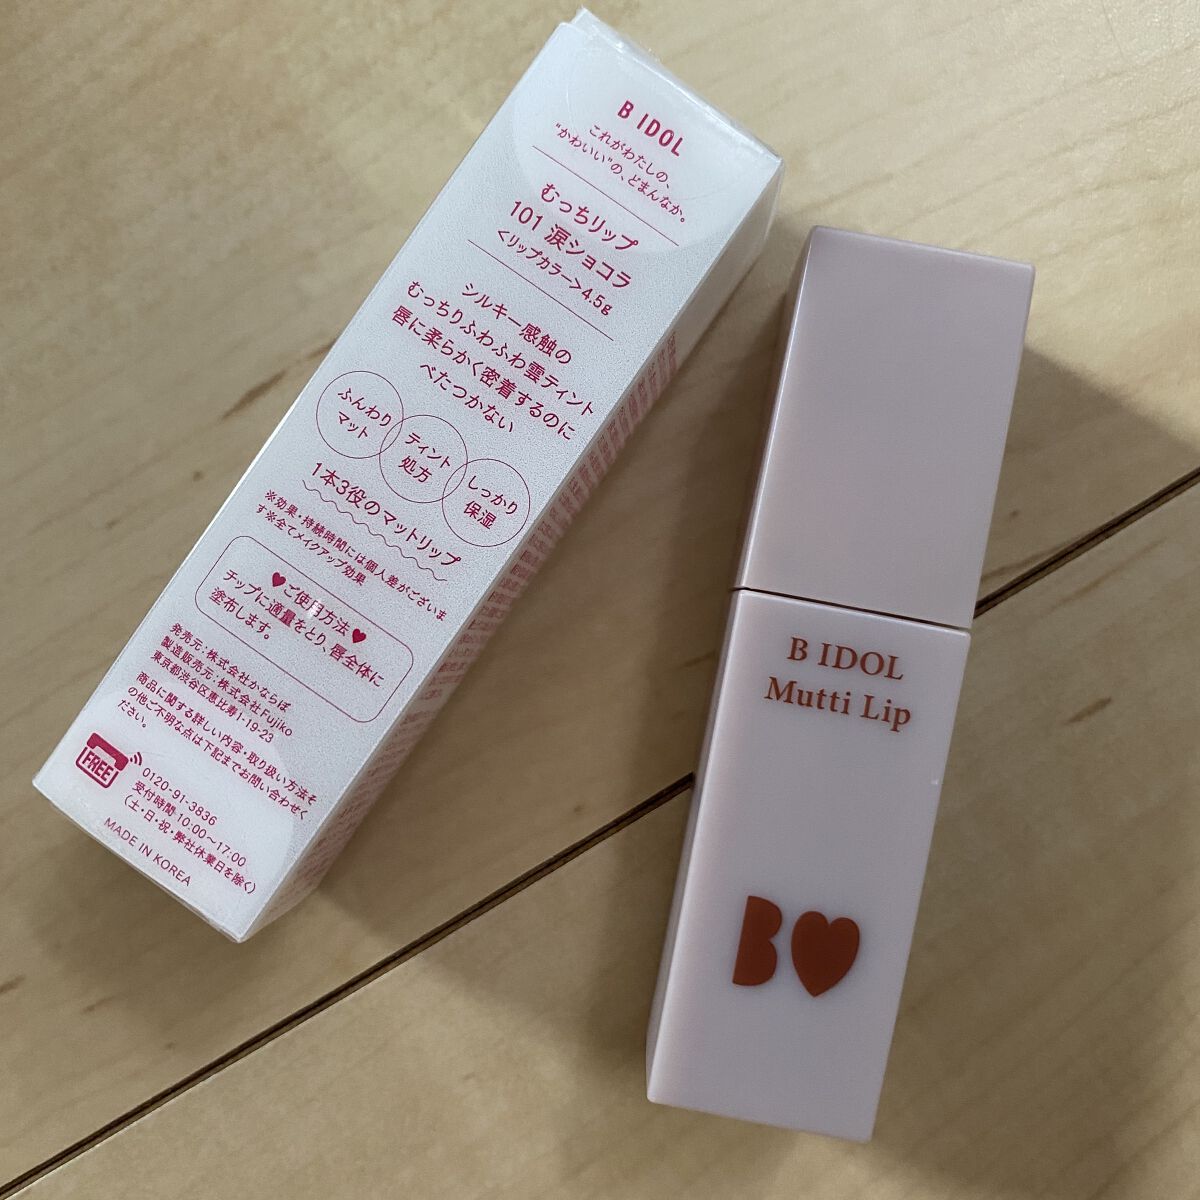 B IDOL
これがわたしの、
"かわいい"の、どまんなか。
むっちリップ
101 涙ショコラ
<リップカラー>4.5g
シルキー感触の
むっちりふわふわ雲ティント
唇に柔らかく密着するのに
べたつかない
ふんわり
マット
ティント
処方
しっかり
保湿
1本3役のマットリップ
※効果・持続時間には個人差がございま
す※全てメイクアップ効果
♥ご使用方法♥
チップに適量をとり、唇全体に
塗布します。
発売元:株式会社かならぼ
製造販売元:株式会社Fujiko
東京都渋谷区恵比寿1-19-23
商品に関する詳しい内容・取り扱い方法そ
の他ご不明な点は下記までお問い合わせく
ださい。
FREE
0120-91-3836
受付時間 10:00〜17:00
(土・日・祝・弊社休業日を除く)
MADE IN KOREA
B IDOL
Mutti Lip
B♥